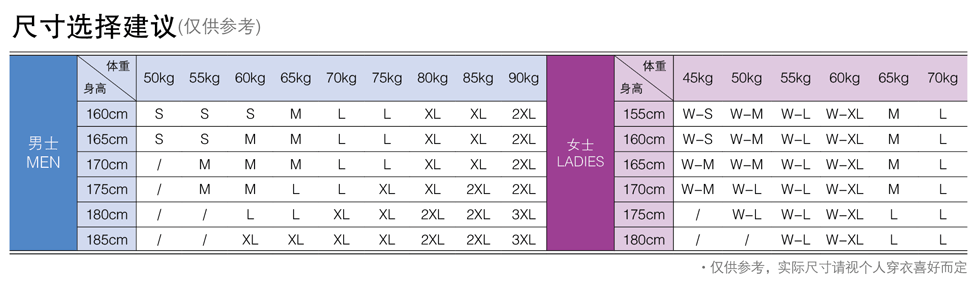 尺寸选择建议(仅供参考)
男士 MEN
体重 50kg 55kg 60kg 65kg 70kg 75kg 80kg 85kg 90kg
身高
160cm S S S M L L XL XL 2XL
165cm S S M M L L XL XL 2XL
170cm / M M M L L XL XL 2XL
175cm / M M L L XL XL 2XL 2XL
180cm / / L L XL XL 2XL 2XL 3XL
185cm / / XL XL XL XL 2XL 2XL 3XL
女士 LADIES
体重 45kg 50kg 55kg 60kg 65kg 70kg
身高
155cm W-S W-M W-L W-XL M L
160cm W-S W-M W-L W-XL M L
165cm W-M W-M W-L W-XL M L
170cm W-M W-L W-L W-XL M L
175cm / W-L W-L W-XL L L
180cm / / W-L W-XL L L
·仅供参考，实际尺寸请视个人穿衣喜好而定